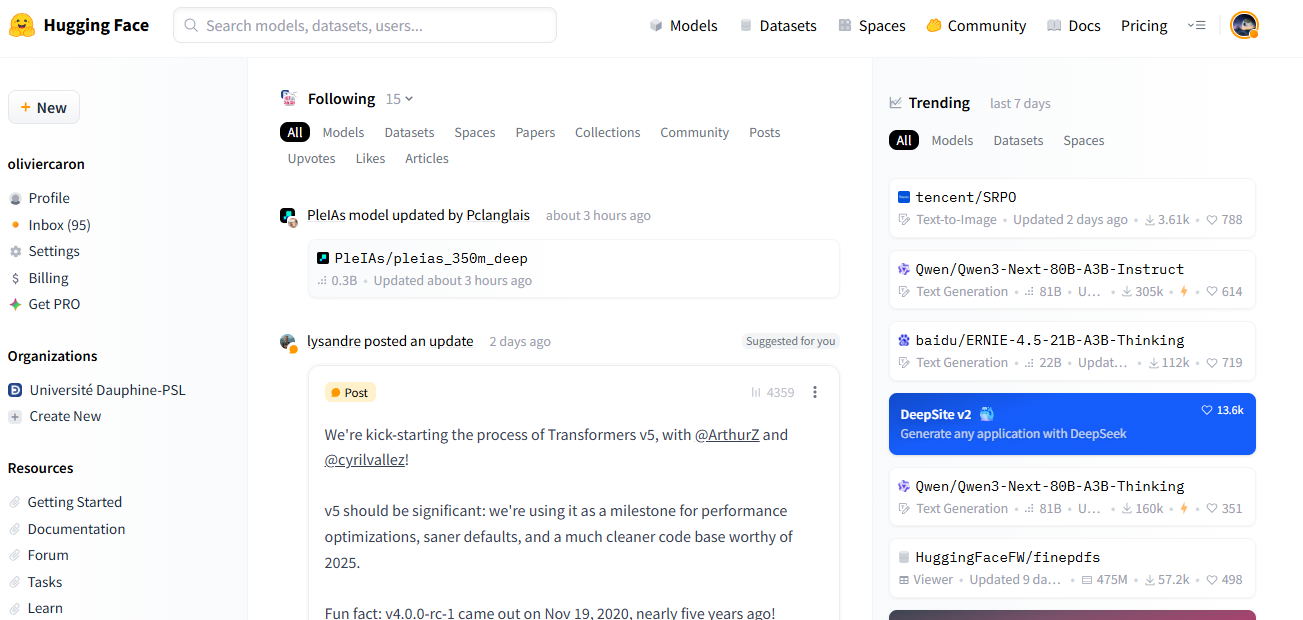 Hugging Face
Search models, datasets, users...
Models
Datasets
Spaces
Community
Docs
Pricing
+ New
oliviercaron
Profile
Inbox (95)
Settings
$ Billing
Get PRO
Organizations
Université Dauphine-PSL
+ Create New
Resources
Getting Started
Documentation
Forum
Tasks
Learn
Following 15
All Models Datasets Spaces Papers Collections Community Posts
Upvotes Likes Articles
PleIAs model updated by Pclanglais about 3 hours ago
PleIAs/pleias_350m_deep
0.3B • Updated about 3 hours ago
lysandre posted an update 2 days ago Suggested for you
Post 4359
We're kick-starting the process of Transformers v5, with @ArthurZ and
@cyrilvallez!
v5 should be significant: we're using it as a milestone for performance
optimizations, saner defaults, and a much cleaner code base worthy of
2025.
Fun fact: v4.0.0-rc-1 came out on Nov 19, 2020, nearly five years ago!
Trending last 7 days
All Models Datasets Spaces
tencent/SRPO
Text-to-Image • Updated 2 days ago • 3.61k • 788
Qwen/Qwen3-Next-80B-A3B-Instruct
Text Generation • 81B • U... • 305k • • 614
baidu/ERNIE-4.5-21B-A3B-Thinking
Text Generation • 22B • Updat... • 112k • 719
DeepSite v2 13.6k
Generate any application with DeepSeek
Qwen/Qwen3-Next-80B-A3B-Thinking
Text Generation • 81B • U... • 160k • • 351
HuggingFaceFW/finepdfs
Viewer • Updated 9 da... • 475M • 57.2k • 498